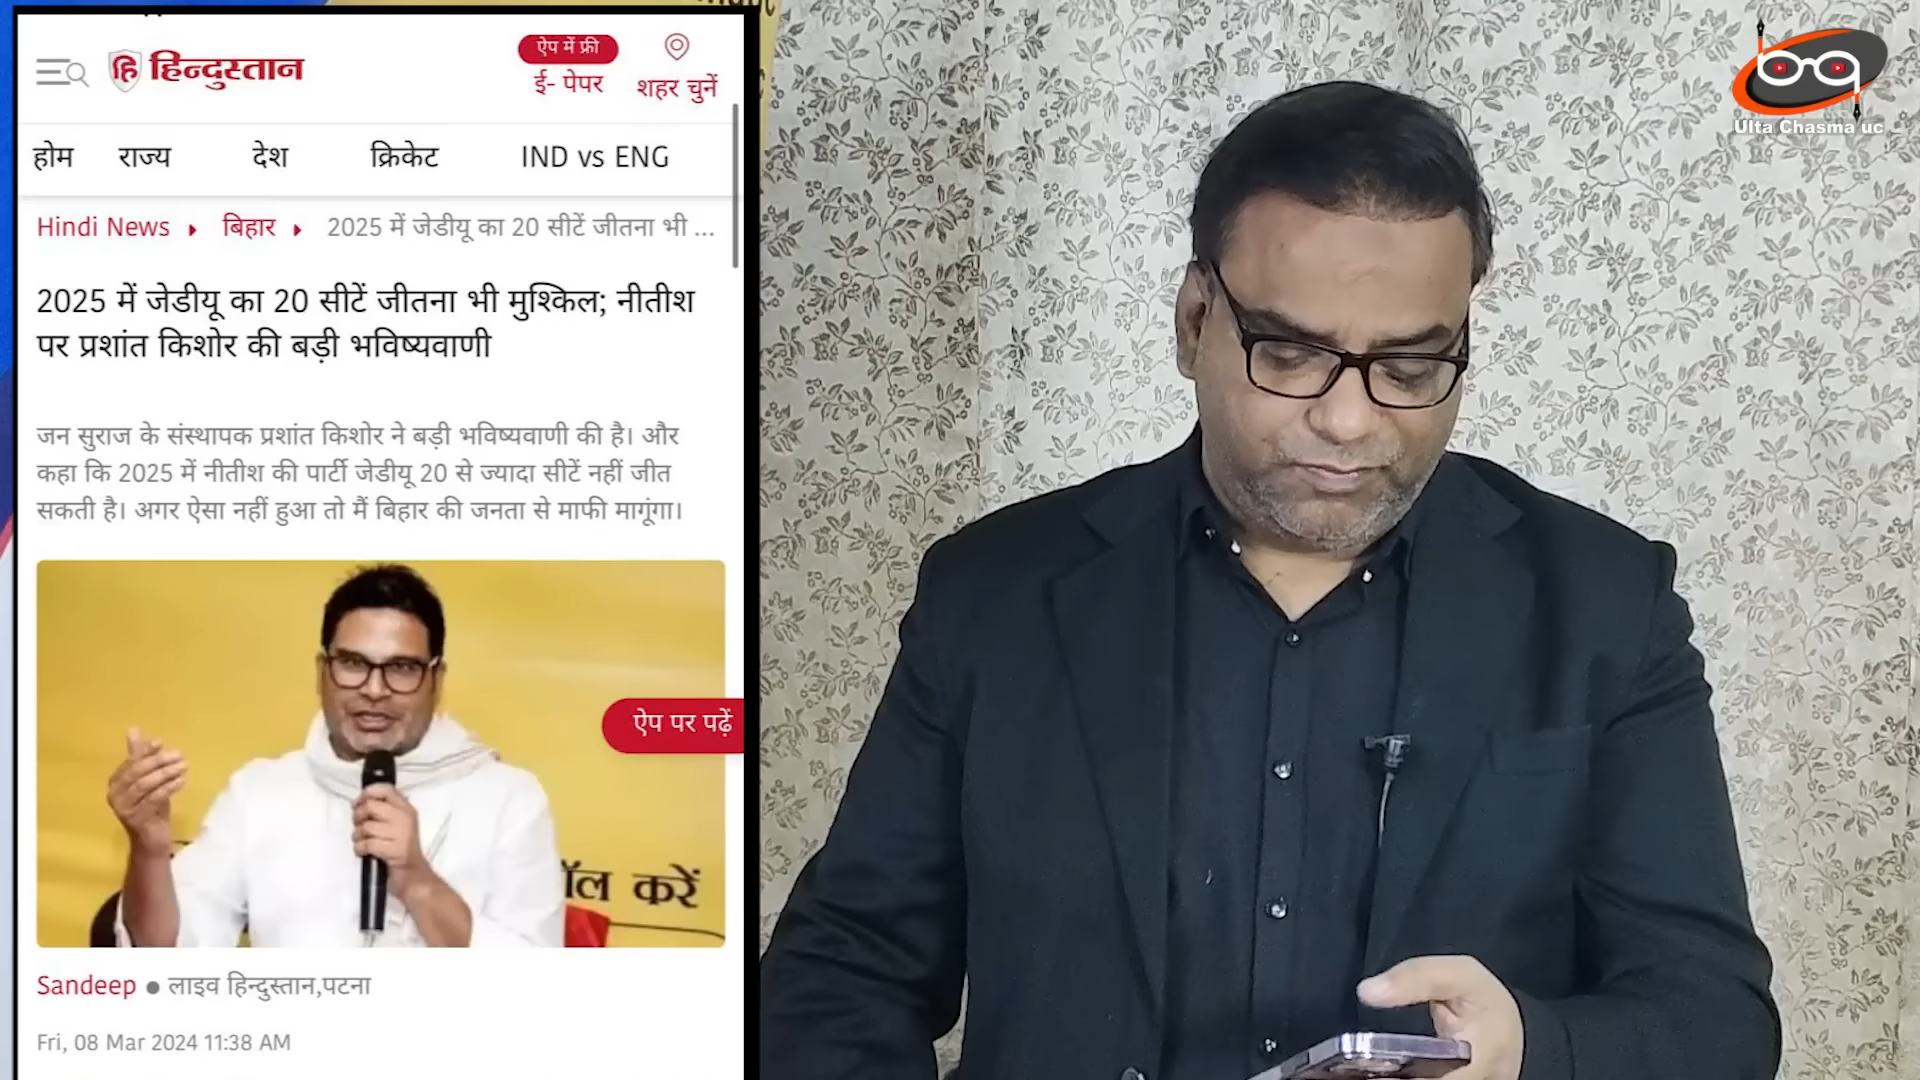 हि हिन्दुस्तान
ऐप में फ्री
ई- पेपर
शहर चुनें
होम राज्य देश क्रिकेट IND vs ENG
Hindi News बिहार 2025 में जेडीयू का 20 सीटें जीतना भी ...
2025 में जेडीयू का 20 सीटें जीतना भी मुश्किल; नीतीश
पर प्रशांत किशोर की बड़ी भविष्यवाणी
जन सुराज के संस्थापक प्रशांत किशोर ने बड़ी भविष्यवाणी की है। और
कहा कि 2025 में नीतीश की पार्टी जेडीयू 20 से ज्यादा सीटें नहीं जीत
सकती है। अगर ऐसा नहीं हुआ तो मैं बिहार की जनता से माफी मागूंगा।
ऐप पर पढ़ें
ॉल करें
Sandeep ● लाइव हिन्दुस्तान,पटना
Fri, 08 Mar 2024 11:38 AM
Ulta Chasma uc